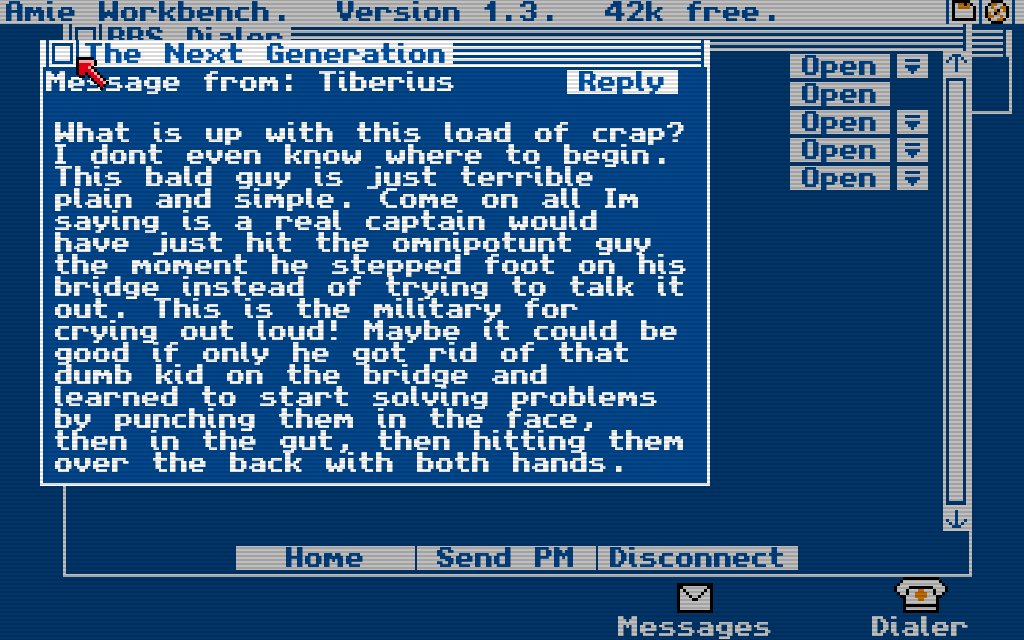 Amie Workbench. Version 1.3. 42k free.
BBS Dialer
The Next Generation
Message from: Tiberius
Reply
What is up with this load of crap?
I dont even know where to begin.
This bald guy is just terrible
plain and simple. Come on all Im
saying is a real captain would
have just hit the omnipotunt guy
the moment he stepped foot on his
bridge instead of trying to talk it
out. This is the military for
crying out loud! Maybe it could be
good if only he got rid of that
dumb kid on the bridge and
learned to start solving problems
by punching them in the face,
then in the gut, then hitting them
over the back with both hands.
Open
Open
Open
Open
Open
Home
Send PM
Disconnect
Messages
Dialer